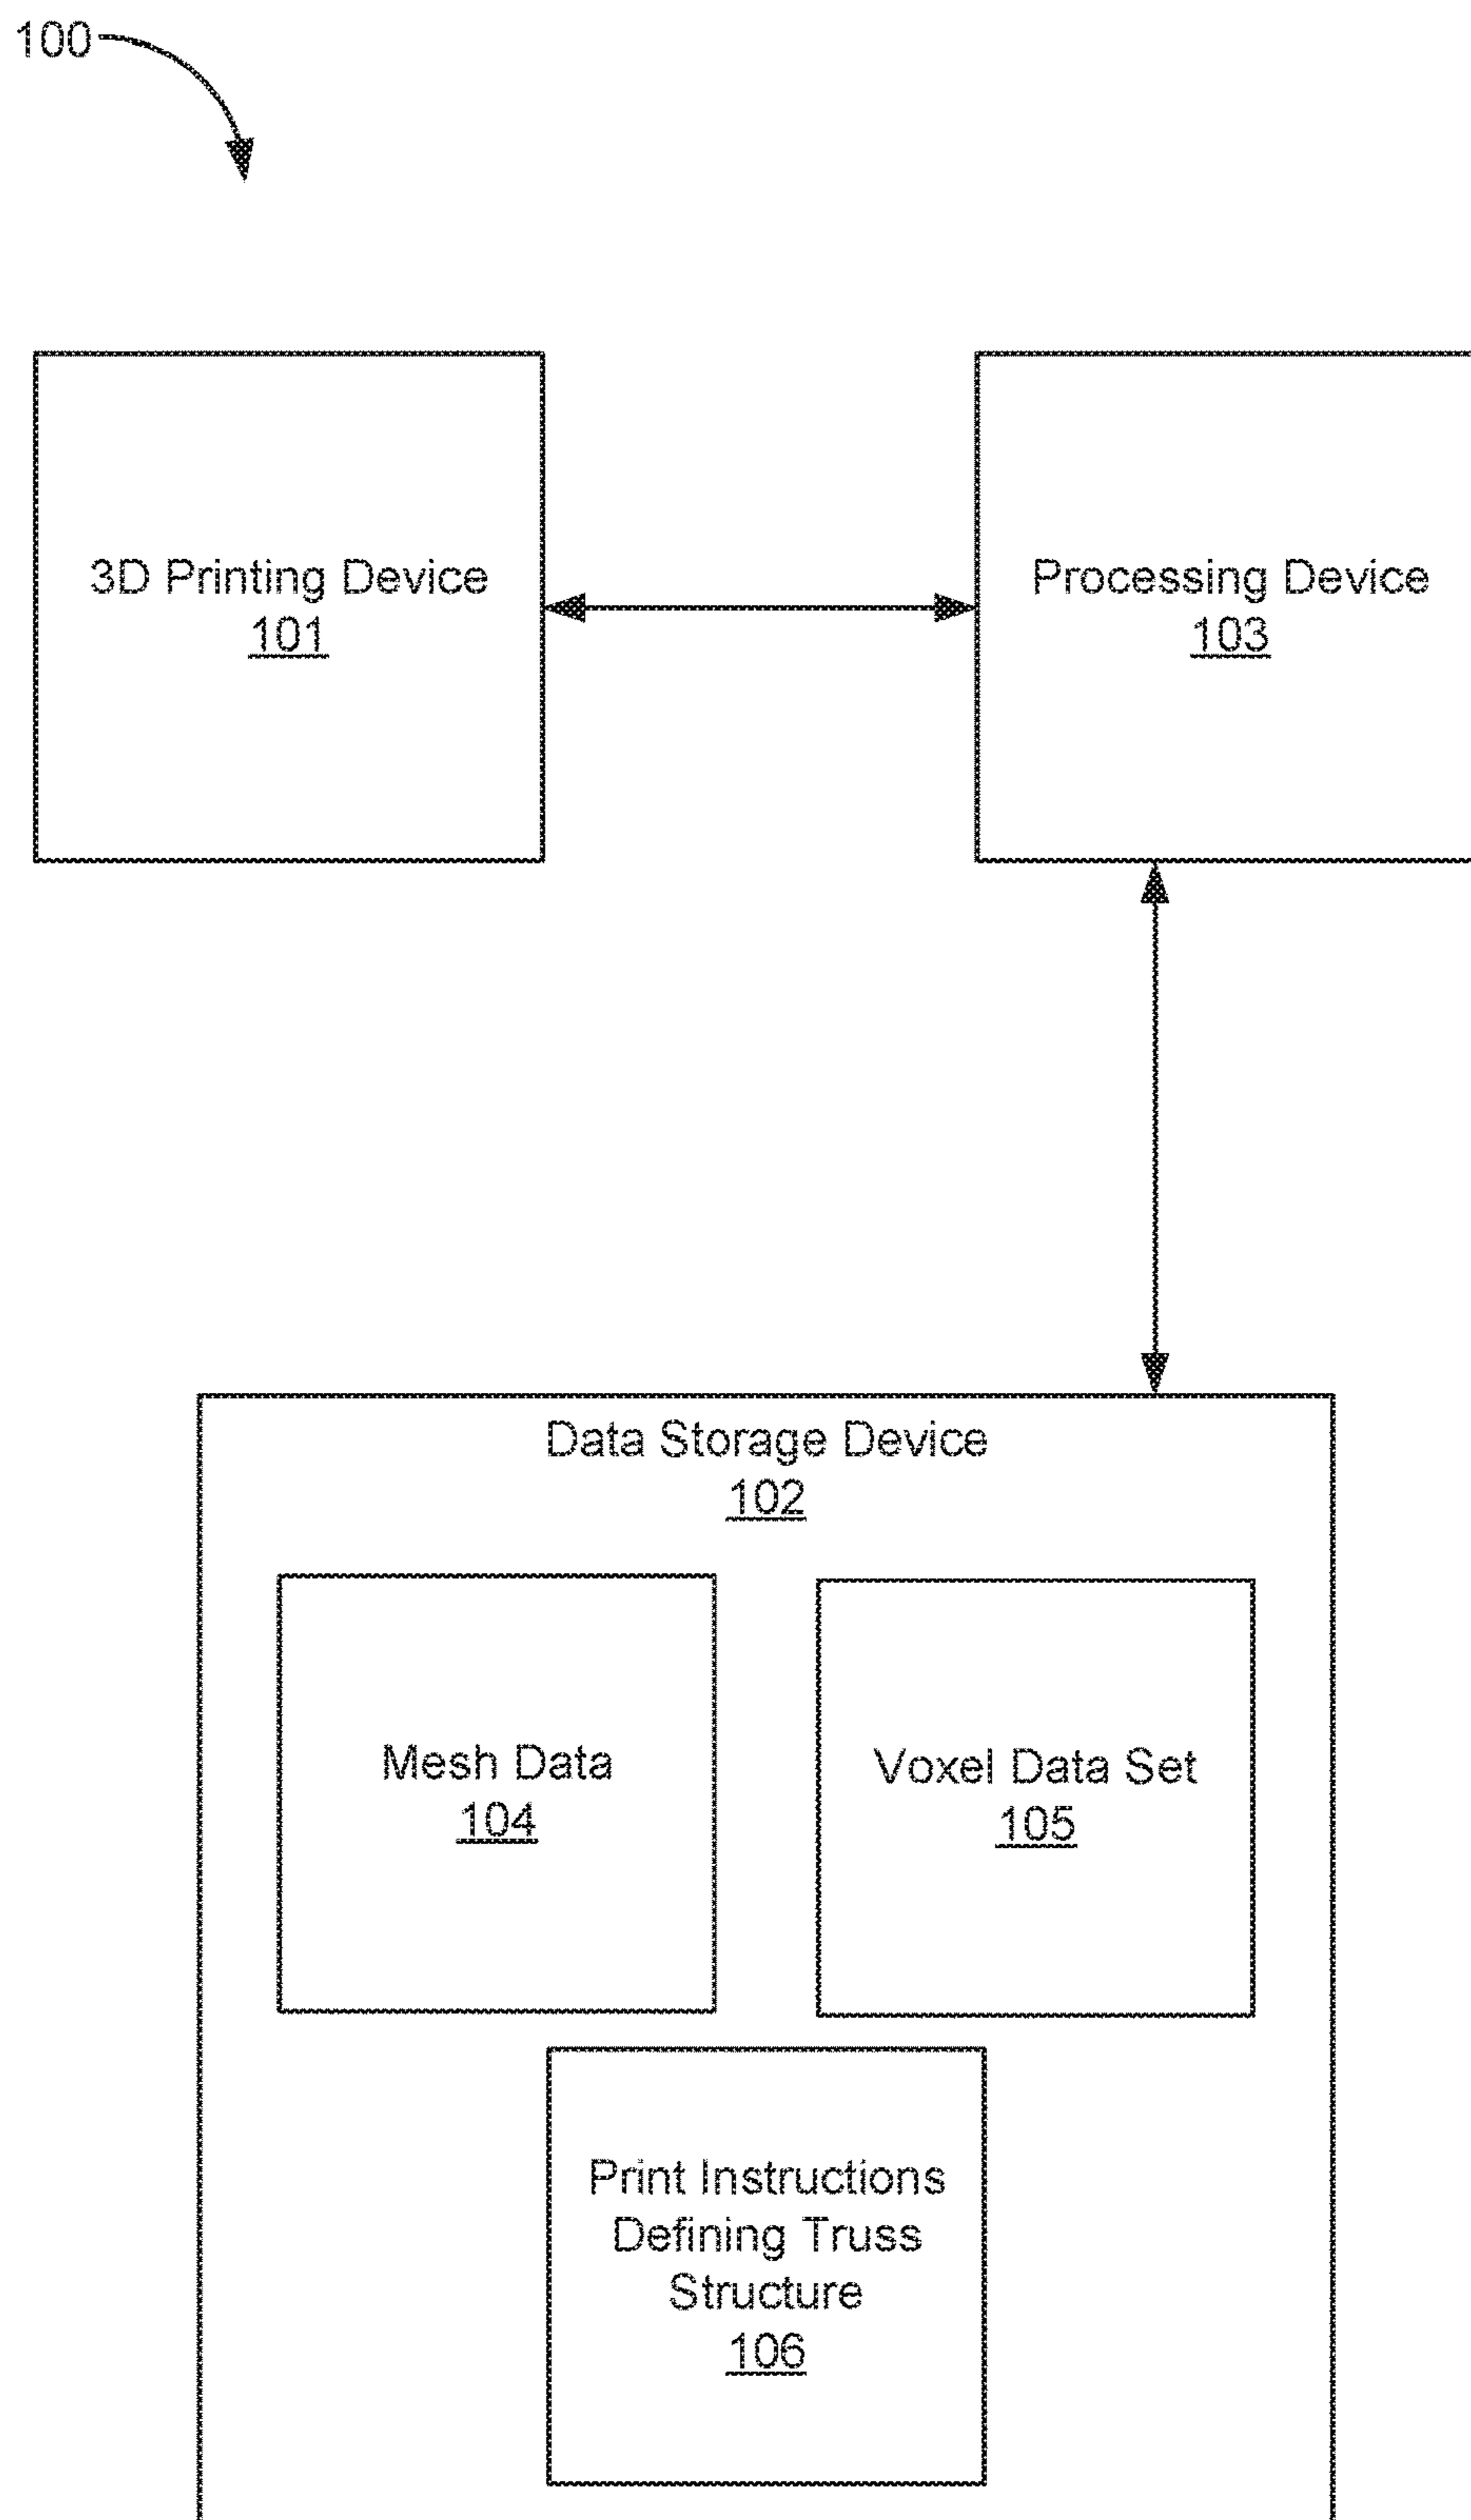 100
3D Printing Device
101
Processing Device
103
Data Storage Device
102
Mesh Data
104
Voxel Data Set
105
Print Instructions
Defining Truss
Structure
106